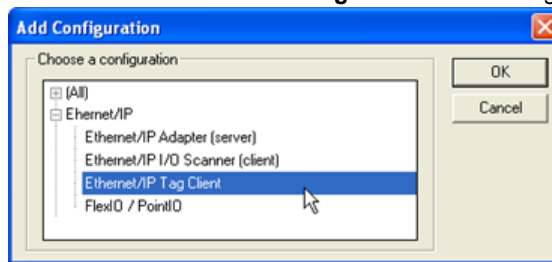 Add Configuration
Choose a configuration
(All)
Ehernet/IP
Ethernet/IP Adapter (server)
Ethernet/IP I/O Scanner (client)
Ethernet/IP Tag Client
FlexIO / PointIO
OK
Cancel